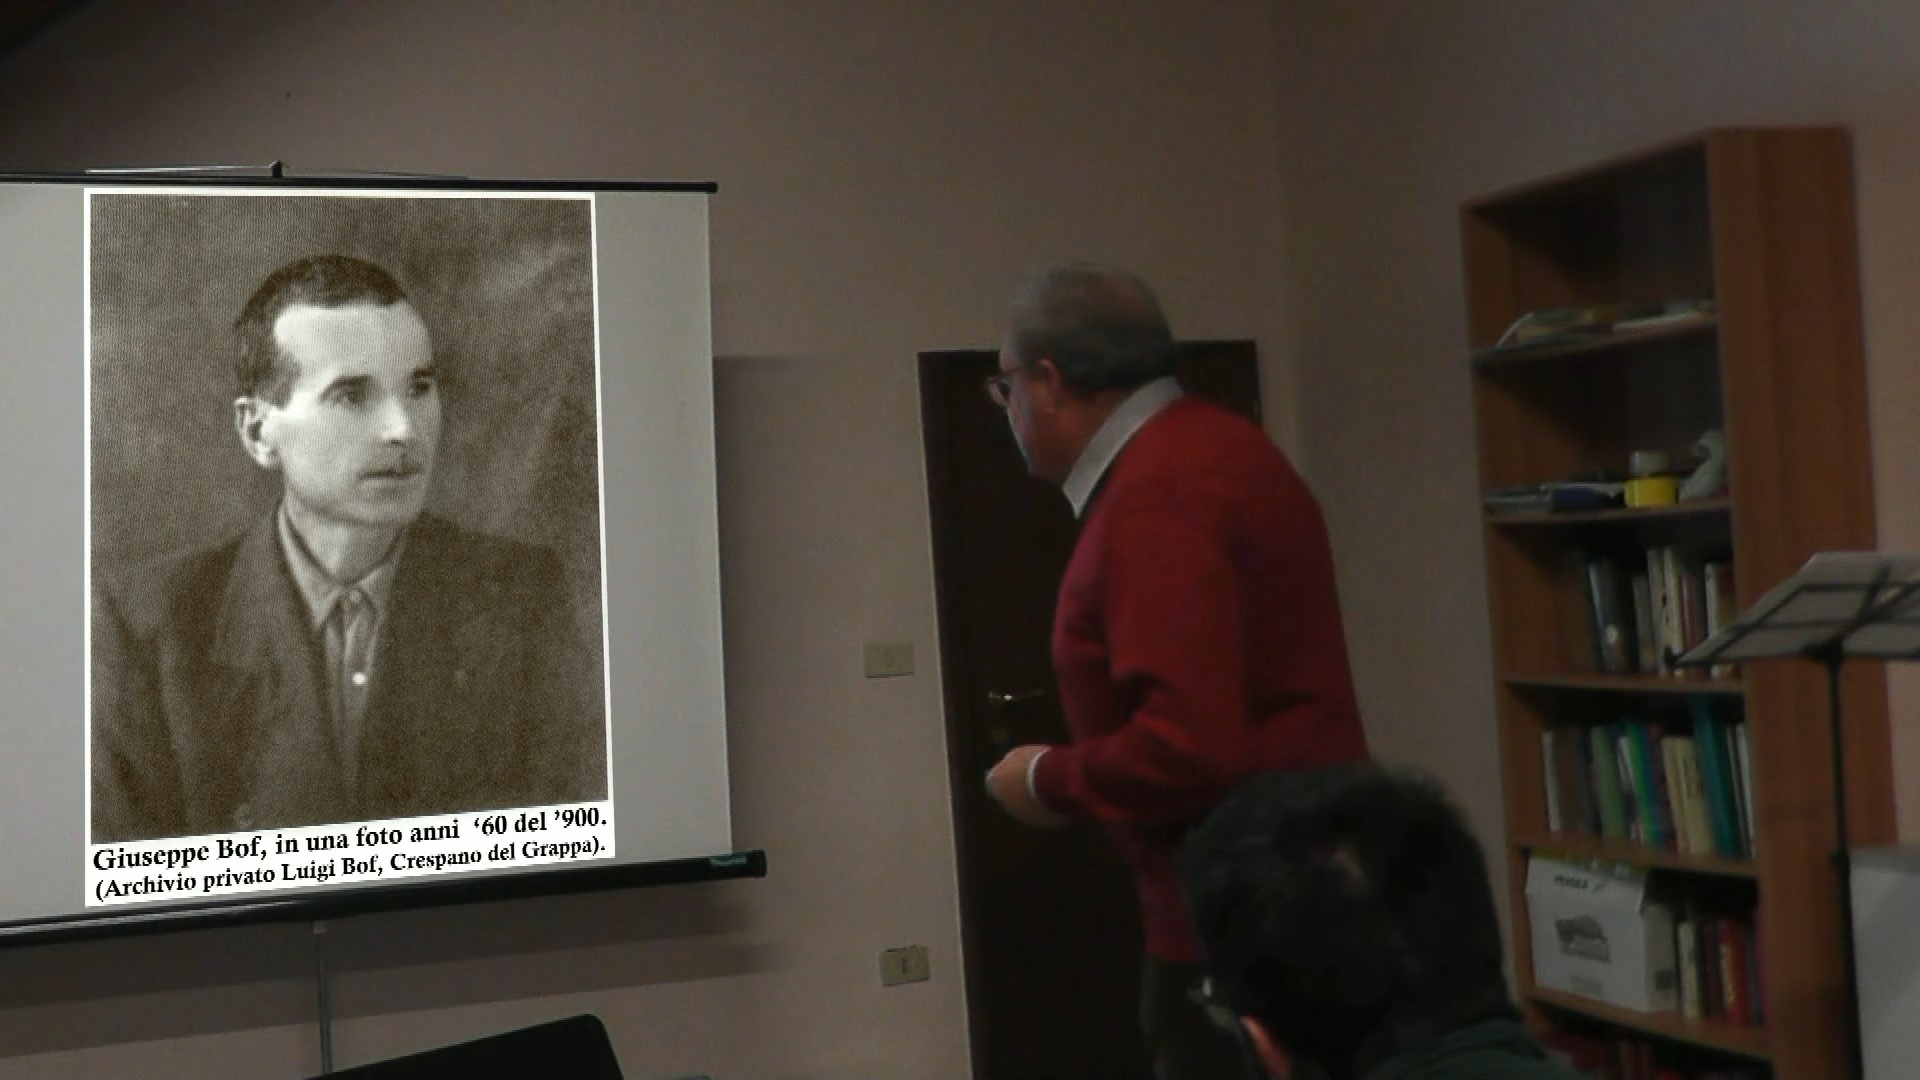 Giuseppe Bof, in una foto anni ‘60 del ’900.
(Archivio privato Luigi Bof, Crespano del Grappa).